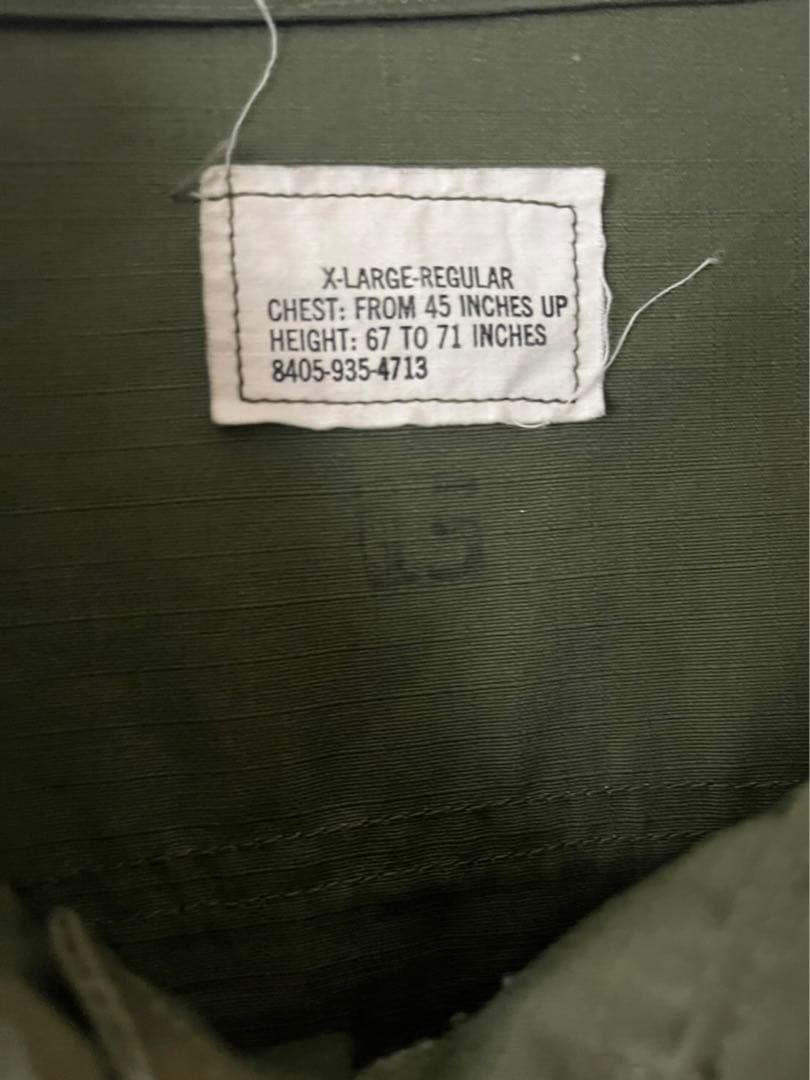 X-LARGE-REGULAR
CHEST: FROM 45 INCHES UP
HEIGHT: 67 TO 71 INCHES
8405-935-4713